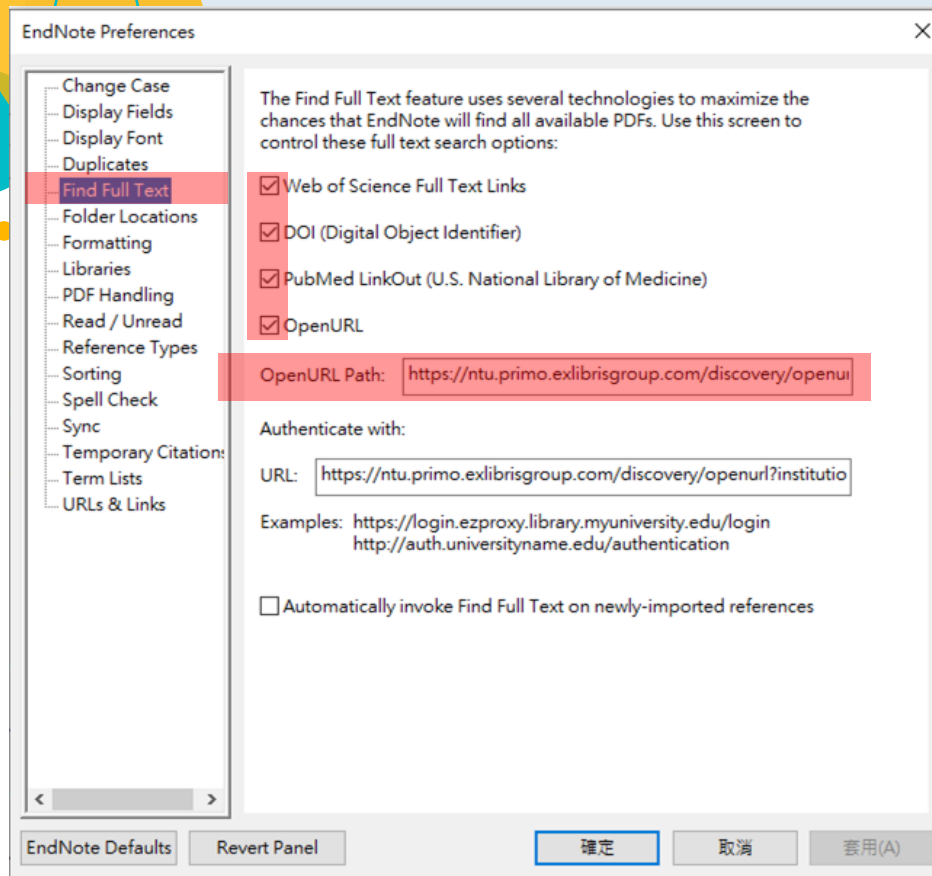 EndNote Preferences
Change Case
Display Fields
Display Font
Duplicates
Find Full Text
Folder Locations
Formatting
Libraries
PDF Handling
Read / Unread
Reference Types
Sorting
Spell Check
Sync
Temporary Citations
Term Lists
URLs & Links
The Find Full Text feature uses several technologies to maximize the
chances that EndNote will find all available PDFs. Use this screen to
control these full text search options:
Web of Science Full Text Links
DOI (Digital Object Identifier)
PubMed LinkOut (U.S. National Library of Medicine)
OpenURL
OpenURL Path: https://ntu.primo.exlibrisgroup.com/discovery/openur
Authenticate with:
URL: https://ntu.primo.exlibrisgroup.com/discovery/openurl?institutio
Examples: https://login.ezproxy.library.myuniversity.edu/login
http://auth.universityname.edu/authentication
Automatically invoke Find Full Text on newly-imported references
EndNote Defaults Revert Panel 確定 取消 套用(A)